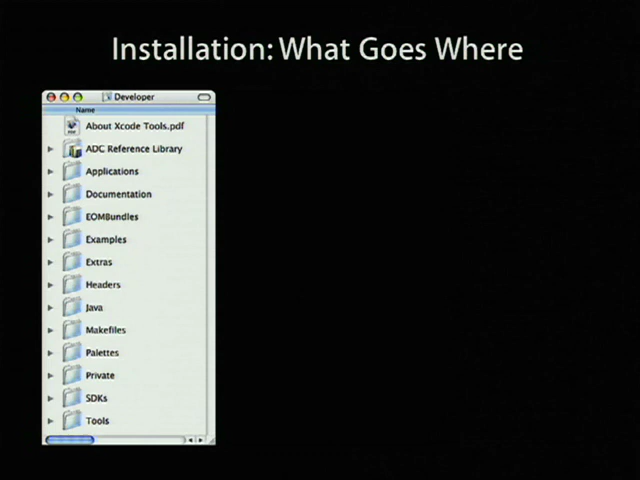 Installation: What Goes Where
Developer
Name
About Xcode Tools.pdf
ADC Reference Library
Applications
Documentation
EOMBundles
Examples
Extras
Headers
Java
Makefiles
Palettes
Private
SDKs
Tools